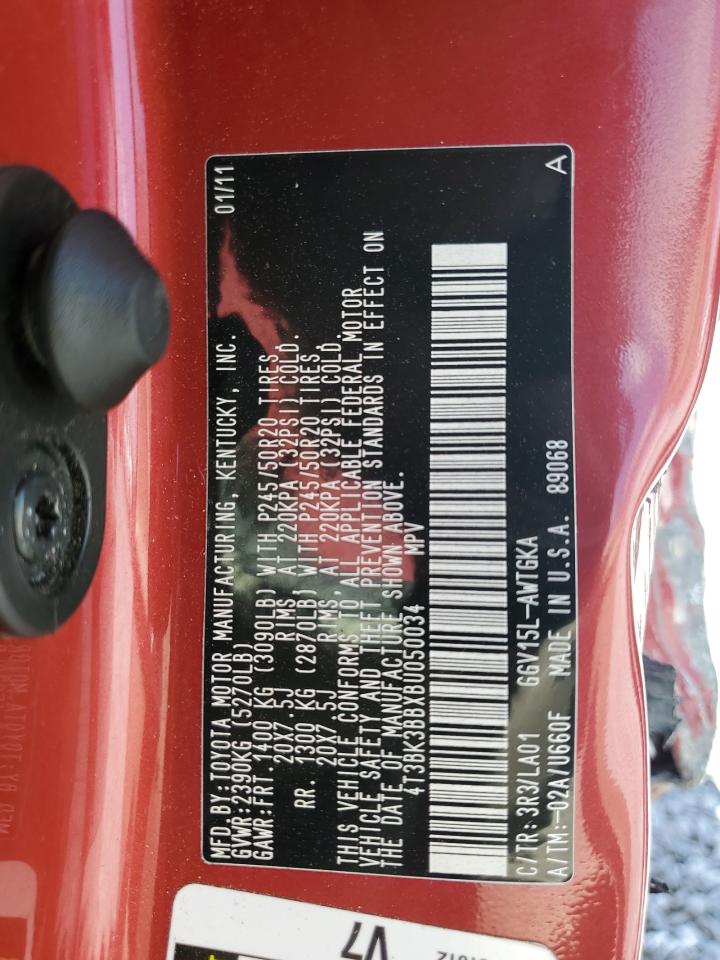 MFD.BY:TOYOTA MOTOR MANUFACTURING, KENTUCKY, INC. 01/11
GVWR:2390KG (5270LB)
GAWR:FRT.1400 KG (3090LB) WITH P245/50R20 TIRES,
20X7.5J RIMS, AT 220KPA (32PSI) COLD.
RR. 1300 KG (2870LB) WITH P245/50R20 TIRES,
20X7.5J RIMS, AT 220KPA (32PSI) COLD.
THIS VEHICLE CONFORMS TO ALL APPLICABLE FEDERAL MOTOR
VEHICLE SAFETY AND THEFT PREVENTION STANDARDS IN EFFECT ON
THE DATE OF MANUFACTURE SHOWN ABOVE.
4T3BK3BBXBU050034 MPV
C/TR:3R3/LA01 GGV15L-AWTGKA
A/TM:-02A/U660F MADE IN U.S.A. 89068 A
V7